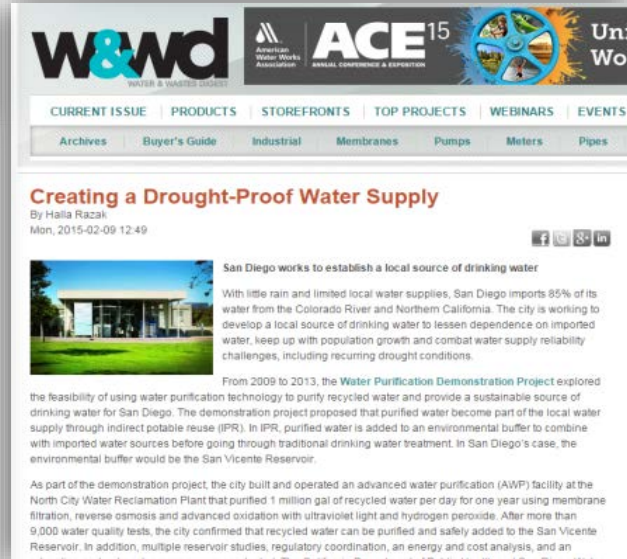 w&wd
WATER & WASTES DIGEST
American
Water Works
Association
ACE15
ANNUAL CONFERENCE & EXPOSITION
Un
Wo
CURRENT ISSUE PRODUCTS STOREFRONTS TOP PROJECTS WEBINARS EVENTS
Archives Buyer's Guide Industrial Membranes Pumps Meters Pipes
Creating a Drought-Proof Water Supply
By Halla Razak
Mon, 2015-02-09 12:49
San Diego works to establish a local source of drinking water
With little rain and limited local water supplies, San Diego imports 85% of its
water from the Colorado River and Northern California. The city is working to
develop a local source of drinking water to lessen dependence on imported
water, keep up with population growth and combat water supply reliability
challenges, including recurring drought conditions.
From 2009 to 2013, the Water Purification Demonstration Project explored
the feasibility of using water purification technology to purify recycled water and provide a sustainable source of
drinking water for San Diego. The demonstration project proposed that purified water become part of the local water
supply through indirect potable reuse (IPR). In IPR, purified water is added to an environmental buffer to combine
with imported water sources before going through traditional drinking water treatment. In San Diego's case, the
environmental buffer would be the San Vicente Reservoir.
As part of the demonstration project, the city built and operated an advanced water purification (AWP) facility at the
North City Water Reclamation Plant that purified 1 million gal of recycled water per day for one year using membrane
filtration, reverse osmosis and advanced oxidation with ultraviolet light and hydrogen peroxide. After more than
9,000 water quality tests, the city confirmed that recycled water can be purified and safely added to the San Vicente
Reservoir. In addition, multiple reservoir studies, regulatory coordination, an energy and cost analysis, and an